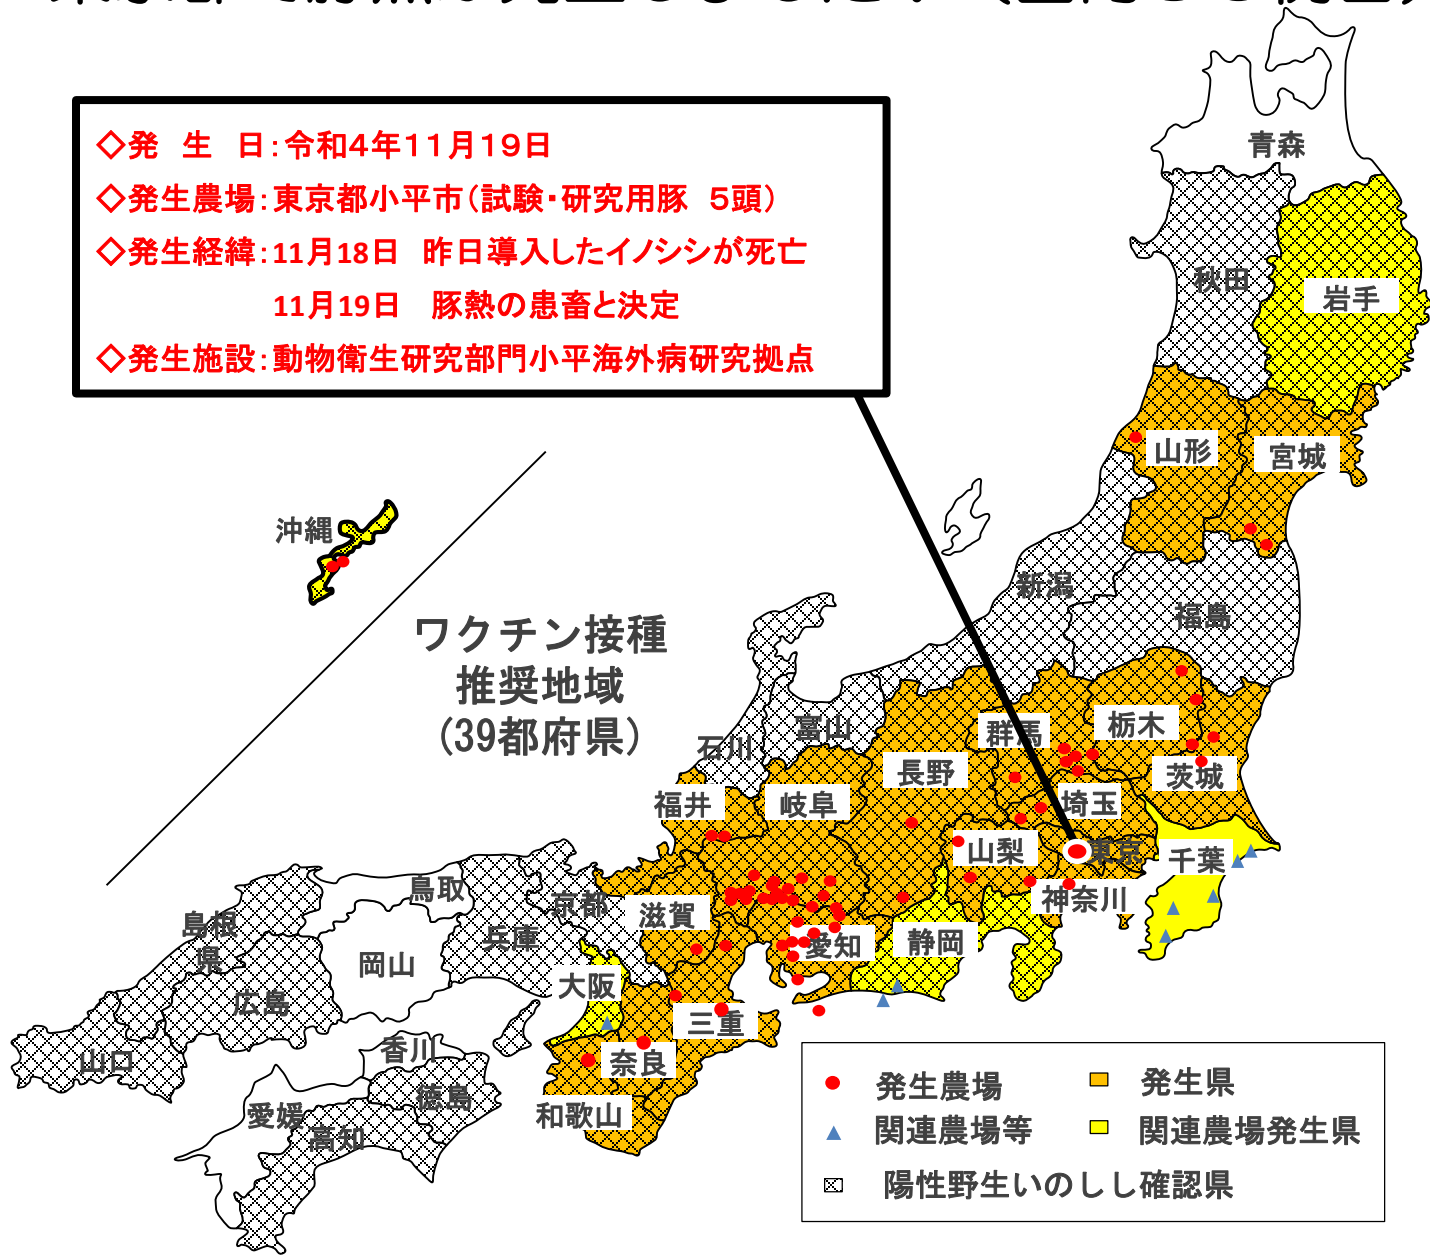 ◇発　生　日：令和４年１１月１９日
◇発生農場：東京都小平市（試験・研究用豚　５頭）
◇発生経緯：11月18日　昨日導入したイノシシが死亡
11月19日　豚熱の患畜と決定
◇発生施設：動物衛生研究部門小平海外病研究拠点
青森
秋田
岩手
山形
宮城
沖縄
新潟
福島
ワクチン接種
推奨地域
（39都府県）
富山
石川
群馬
栃木
長野
茨城
福井
岐阜
埼玉
山梨
東京
千葉
鳥取
京都
神奈川
島根
県
滋賀
兵庫
岡山
愛知
静岡
大阪
広島
三重
香川
山口
奈良
徳島
愛媛
和歌山
高知
発生農場
発生県
関連農場等
関連農場発生県
陽性野生いのしし確認県